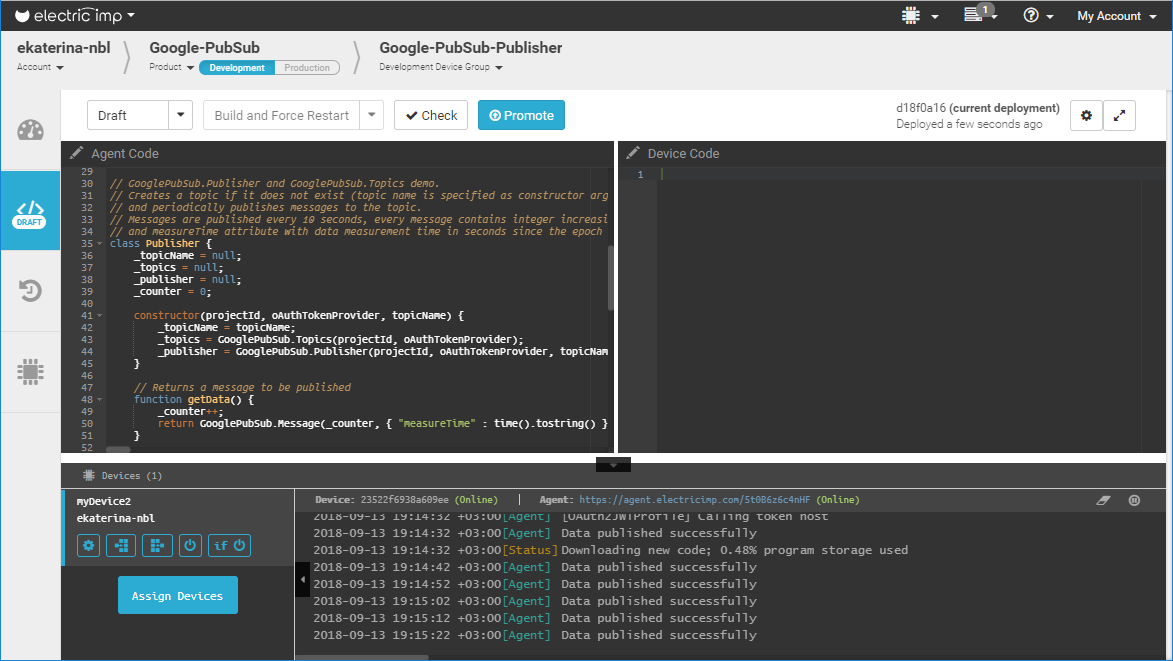 electric imp
1
My Account
ekaterina-nbl
Account
Google-PubSub
Product Development Production
Google-PubSub-Publisher
Development Device Group
Draft
Build and Force Restart
Check
Promote
d18f0a16 (current deployment)
Deployed a few seconds ago
DRAFT
Agent Code
29
30 // GooglePubSub.Publisher and GooglePubSub.Topics demo.
31 // Creates a topic if it does not exist (topic name is specified as constructor arg
32 // and periodically publishes messages to the topic.
33 // Messages are published every 10 seconds, every message contains integer increasi
34 // and measureTime attribute with data measurement time in seconds since the epoch
35 class Publisher {
36 _topicName = null;
37 _topics = null;
38 _publisher = null;
39 _counter = 0;
40
41 constructor(projectId, oAuthTokenProvider, topicName) {
42 _topicName = topicName;
43 _topics = GooglePubSub.Topics(projectId, oAuthTokenProvider);
44 _publisher = GooglePubSub.Publisher(projectId, oAuthTokenProvider, topicNam
45 }
46
47 // Returns a message to be published
48 function getData() {
49 _counter++;
50 return GooglePubSub.Message(_counter, { "measureTime" : time().tostring() }
51 }
52
Device Code
1
Devices (1)
myDevice2
ekaterina-nbl
if
Assign Devices
Device: 23522f6938a609ee (Online) | Agent: https://agent.electricimp.com/5t0B6z6c4nHF (Online)
2018-09-13 19:14:32 +03:00[Agent] [OAuth2JWTProfile] Calling token host
2018-09-13 19:14:32 +03:00[Agent] Data published successfully
2018-09-13 19:14:32 +03:00[Status] Downloading new code; 0.48% program storage used
2018-09-13 19:14:42 +03:00[Agent] Data published successfully
2018-09-13 19:14:52 +03:00[Agent] Data published successfully
2018-09-13 19:15:02 +03:00[Agent] Data published successfully
2018-09-13 19:15:12 +03:00[Agent] Data published successfully
2018-09-13 19:15:22 +03:00[Agent] Data published successfully